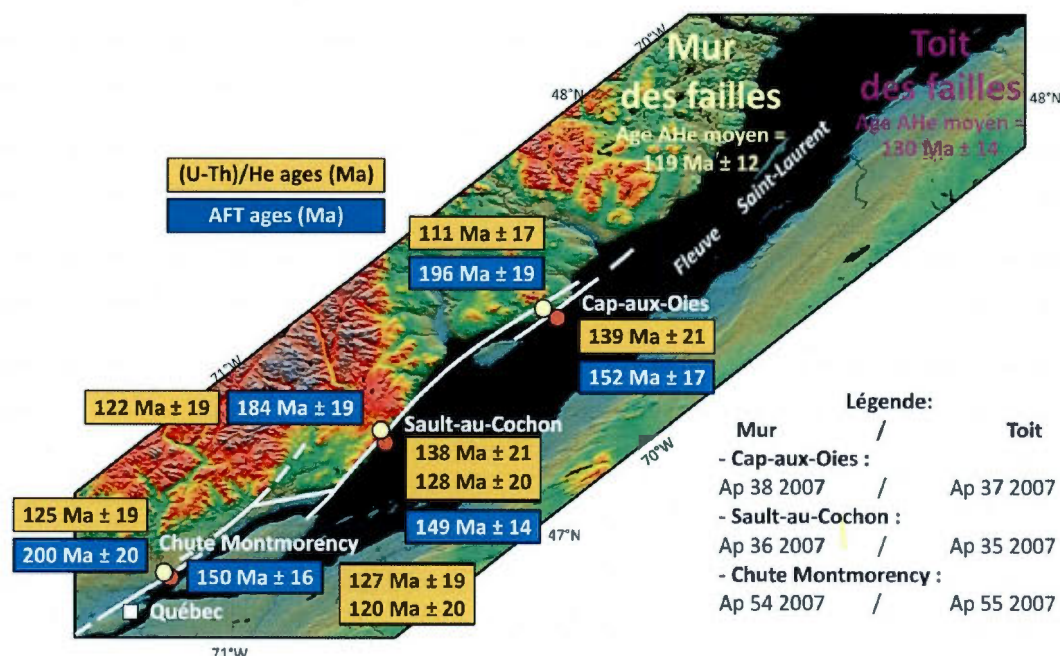 70°W
Mur
des failles
Age AHe moyen =
119 Ma ± 12
Toit
des failles
Age AHe moyen =
130 Ma ± 14
48°N
48°N
(U-Th)/He ages (Ma)
AFT ages (Ma)
Fleuve Saint-Laurent
111 Ma ± 17
196 Ma ± 19
Cap-aux-Oies
139 Ma ± 21
152 Ma ± 17
71°W
122 Ma ± 19
184 Ma ± 19
Sault-au-Cochon
138 Ma ± 21
128 Ma ± 20
149 Ma ± 14
70°W
47°N
125 Ma ± 19
200 Ma ± 20
Chute Montmorency
150 Ma ± 16
127 Ma ± 19
120 Ma ± 20
Québec
71°W
Légende:
Mur / Toit
- Cap-aux-Oies :
Ap 38 2007 / Ap 37 2007
- Sault-au-Cochon :
Ap 36 2007 / Ap 35 2007
- Chute Montmorency :
Ap 54 2007 / Ap 55 2007